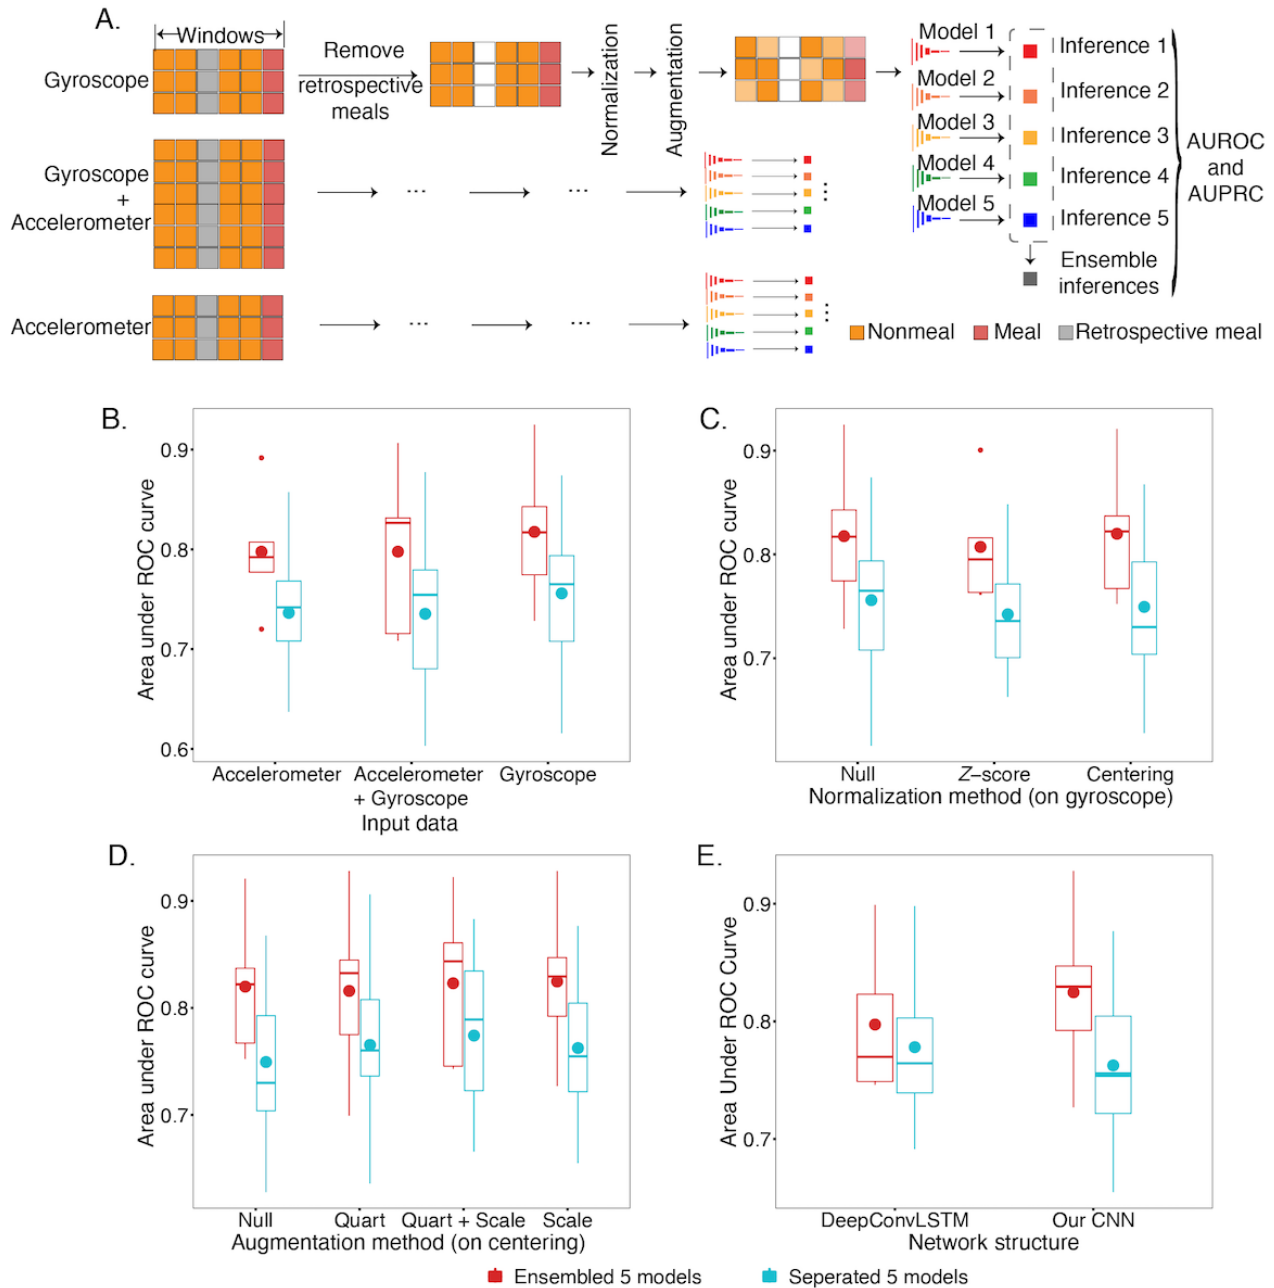 A.
Windows
Gyroscope
Remove
retrospective
meals
Normalization
Augmentation
Model 1
Inference 1
Model 2
Inference 2
Model 3
Inference 3
Model 4
Inference 4
Model 5
Inference 5
AUROC
and
AUPRC
Ensemble
inferences
Gyroscope
+
Accelerometer
...
...
Accelerometer
...
...
Nonmeal
Meal
Retrospective meal
B.
Area under ROC curve
0.9
0.8
0.7
0.6
Accelerometer
Accelerometer
+ Gyroscope
Gyroscope
Input data
C.
Area under ROC curve
0.9
0.8
0.7
Null
Z–score
Centering
Normalization method (on gyroscope)
D.
Area under ROC curve
0.9
0.8
0.7
Null
Quart
Quart + Scale
Scale
Augmentation method (on centering)
E.
Area Under ROC Curve
0.9
0.8
0.7
DeepConvLSTM
Our CNN
Network structure
Ensembled 5 models
Seperated 5 models